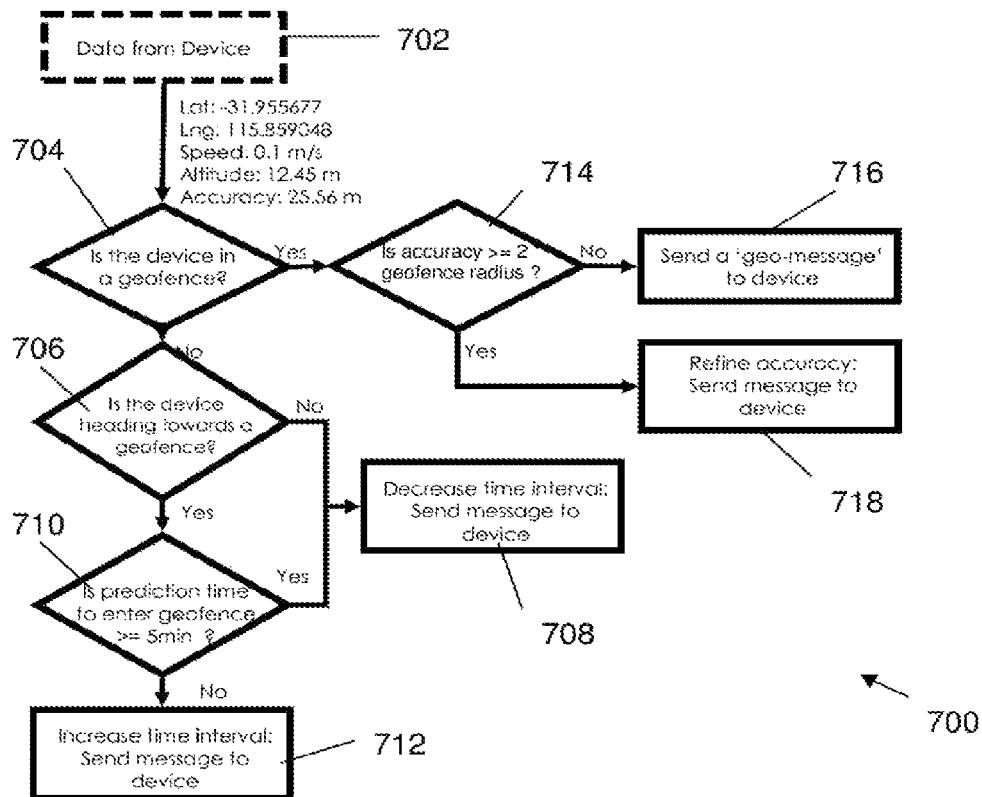 Data from Device
702
Lat: -31.955677
Lng: 115.859048
Speed: 0.1 m/s
Altitude: 12.45 m
Accuracy: 25.56 m
704
Is the device in
a geofence?
Yes
714
Is accuracy >= 2
geofence radius ?
No
716
Send a 'geo-message'
to device
Yes
Refine accuracy:
Send message to
device
718
No
706
Is the device
heading towards a
geofence?
No
Yes
Decrease time interval:
Send message to
device
708
710
Is prediction time
to enter geofence
>= 5min ?
Yes
No
Increase time interval:
Send message to
device
712
700